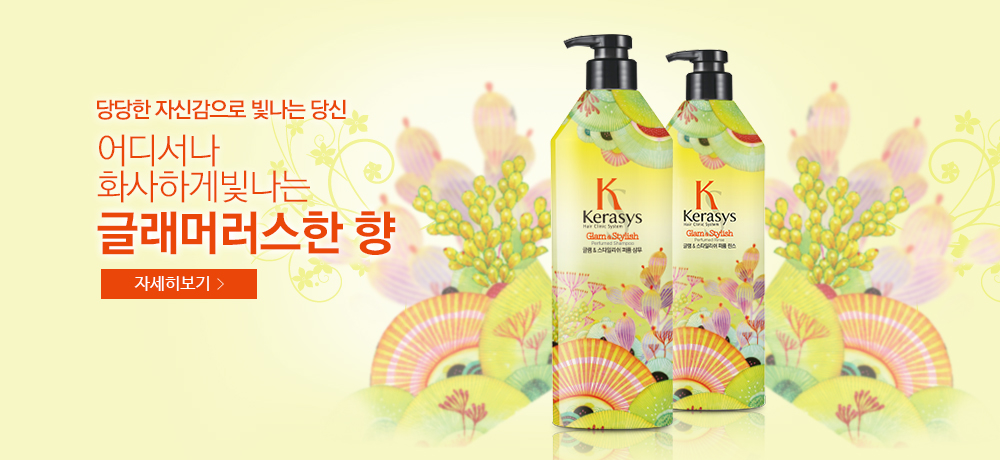 당당한 자신감으로 빛나는 당신
어디서나
화사하게빛나는
글래머러스한 향
자세히보기 >
K
Kerasys
Hair Clinic System
Glam & Stylish
Perfumed Shampoo
글램 & 스타일리쉬 퍼퓸 샴푸
K
Kerasys
Hair Clinic System
Glam & Stylish
Perfumed Rinse
글램 & 스타일리쉬 퍼퓸 린스